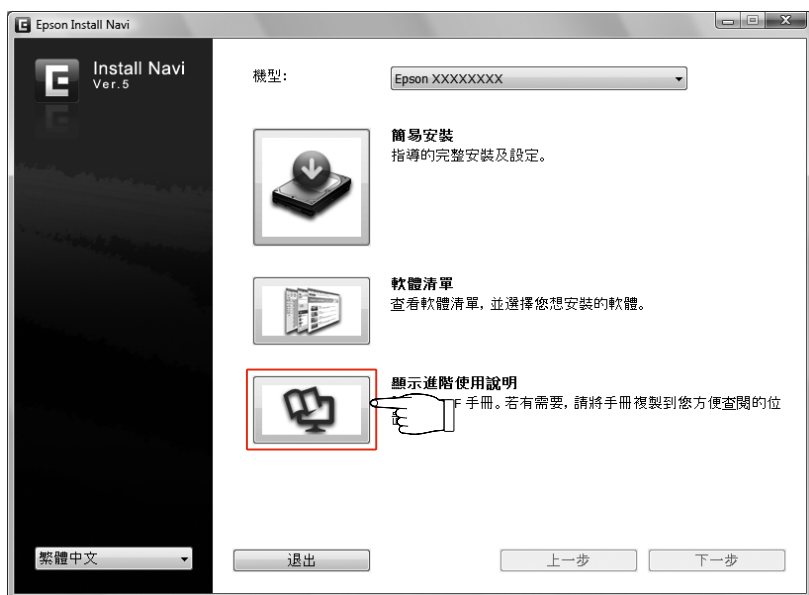 Epson Install Navi
Install Navi
Ver.5
機型:
Epson XXXXXXXX
簡易安裝
指導的完整安裝及設定。
軟體清單
查看軟體清單, 並選擇您想安裝的軟體。
顯示進階使用說明
F 手冊。若有需要, 請將手冊複製到您方便查閱的位
繁體中文
退出
上一步
下一步